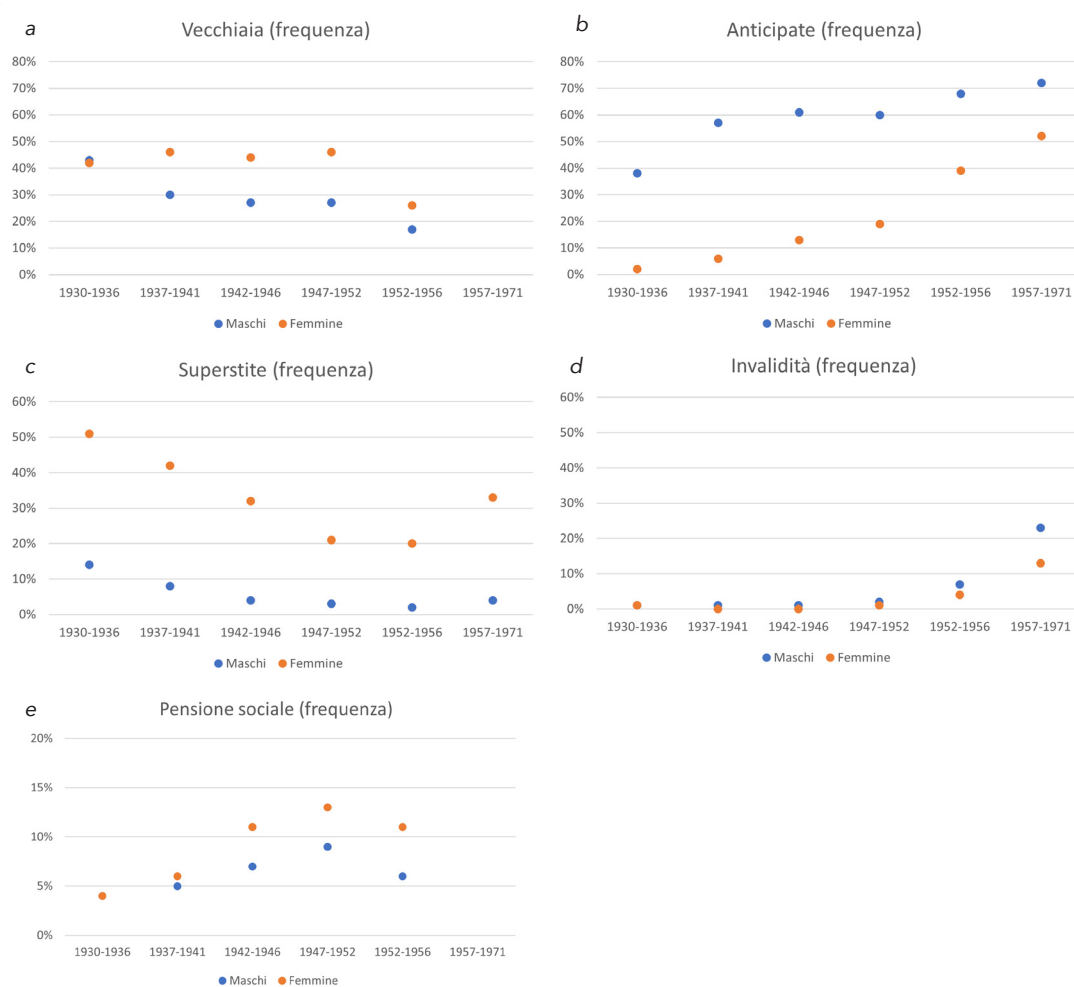 a
Vecchiaia (frequenza)
80%
70%
60%
50%
40%
30%
20%
10%
0%
1930-1936 1937-1941 1942-1946 1947-1952 1952-1956 1957-1971
Maschi Femmine
b
Anticipate (frequenza)
80%
70%
60%
50%
40%
30%
20%
10%
0%
1930-1936 1937-1941 1942-1946 1947-1952 1952-1956 1957-1971
Maschi Femmine
c
Superstite (frequenza)
60%
50%
40%
30%
20%
10%
0%
1930-1936 1937-1941 1942-1946 1947-1952 1952-1956 1957-1971
Maschi Femmine
d
Invalidità (frequenza)
60%
50%
40%
30%
20%
10%
0%
1930-1936 1937-1941 1942-1946 1947-1952 1952-1956 1957-1971
Maschi Femmine
e
Pensione sociale (frequenza)
20%
15%
10%
5%
0%
1930-1936 1937-1941 1942-1946 1947-1952 1952-1956 1957-1971
Maschi Femmine